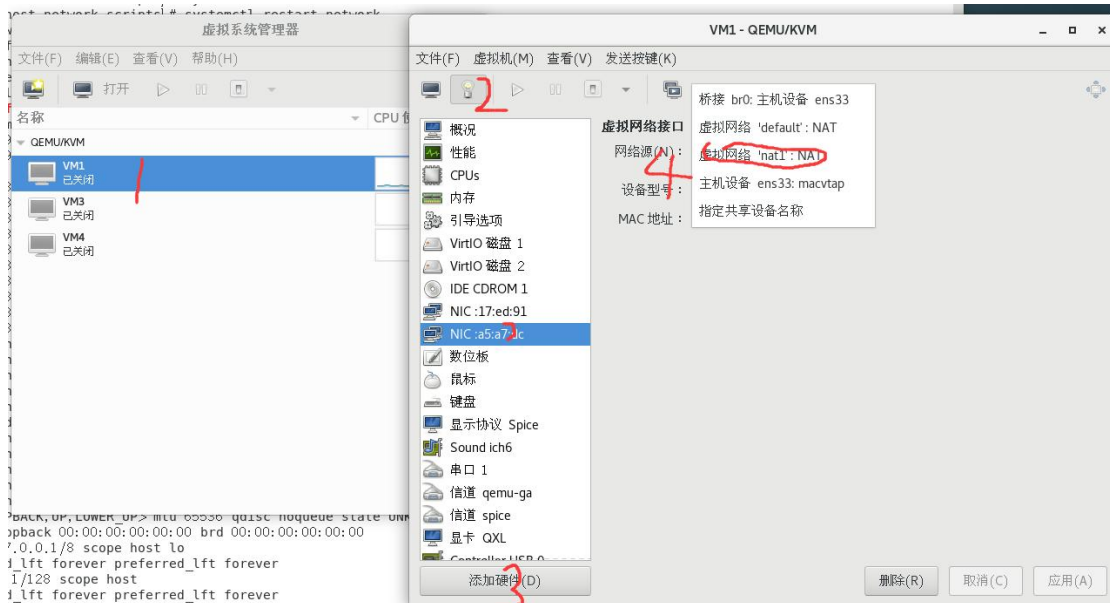 host network scripts]# systemctl restart network
虚拟系统管理器
文件(F) 编辑(E) 查看(V) 帮助(H)
打开
名称
CPU 使
QEMU/KVM
VM1
已关闭
1
VM3
已关闭
VM4
已关闭
VM1 - QEMU/KVM
文件(F) 虚拟机(M) 查看(V) 发送按键(K)
2
概况
性能
CPUs
内存
引导选项
VirtIO 磁盘 1
VirtIO 磁盘 2
IDE CDROM 1
NIC :17:ed:91
NIC :a5:a7:dc
数位板
鼠标
键盘
显示协议 Spice
Sound ich6
串口 1
信道 qemu-ga
信道 spice
显卡 QXL
Controller USB 0
添加硬件(D)
3
虚拟网络接口
网络源(N)：
设备型号：
MAC 地址：
4
桥接 br0: 主机设备 ens33
虚拟网络 'default' : NAT
虚拟网络 'nat1' : NAT
主机设备 ens33: macvtap
指定共享设备名称
删除(R)
取消(C)
应用(A)
PBACK,UP,LOWER_UP> mtu 65536 qdisc noqueue state UNK
opback 00:00:00:00:00:00 brd 00:00:00:00:00:00
7.0.0.1/8 scope host lo
d_lft forever preferred_lft forever
1/128 scope host
d_lft forever preferred_lft forever